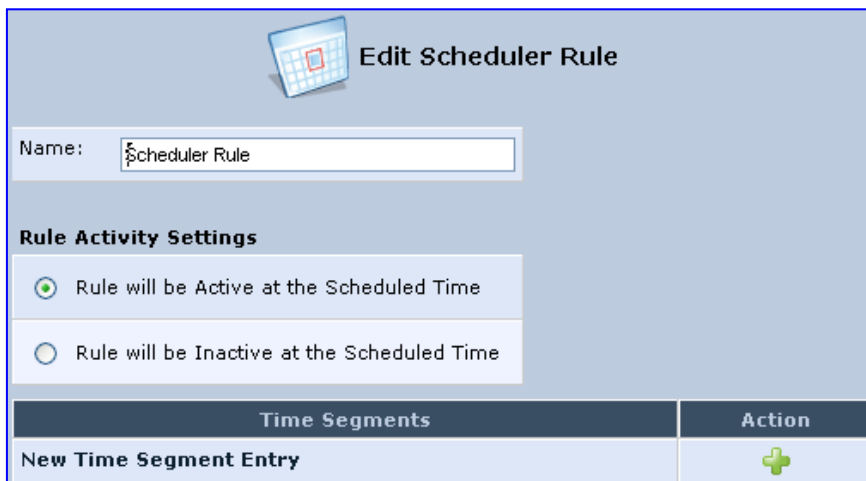 Edit Scheduler Rule
Name:
Scheduler Rule
Rule Activity Settings
Rule will be Active at the Scheduled Time
Rule will be Inactive at the Scheduled Time
Time Segments Action
New Time Segment Entry